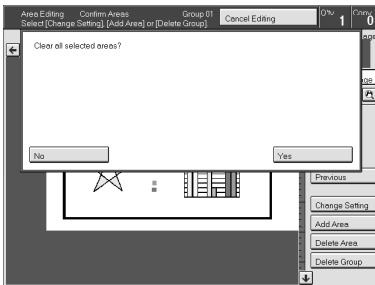 Area Editing Confirm Areas Group 01
Select [Change Setting], [Add Area] or [Delete Group].
Cancel Editing
Q'ty 1
Copy 0
Clear all selected areas?
No
Yes
Previous
Change Setting
Add Area
Delete Area
Delete Group